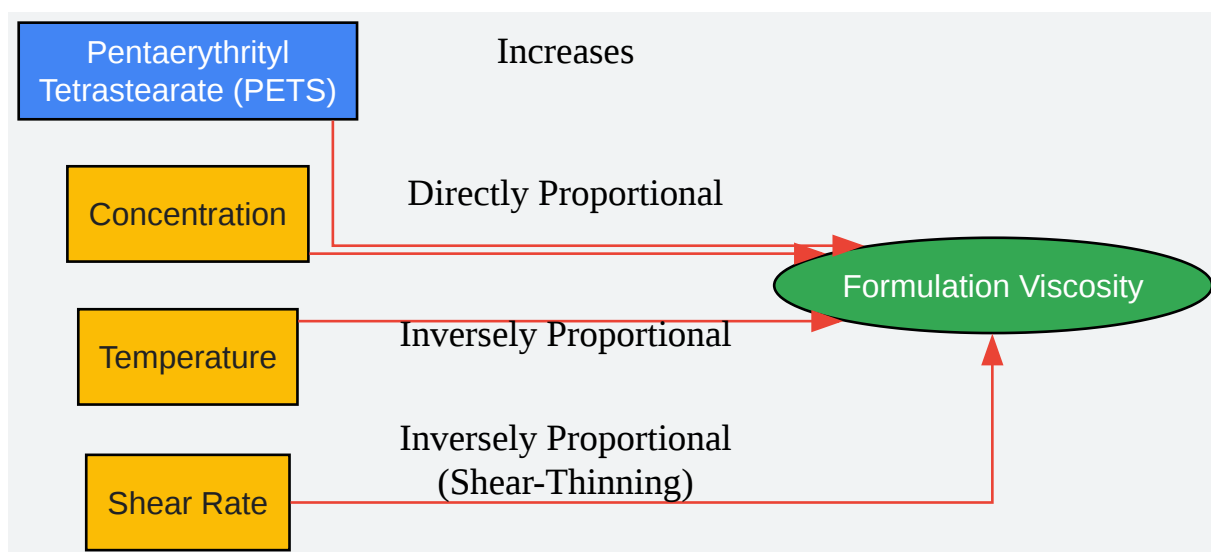 Pentaerythrityl
Tetrastearate (PETS)
Increases
Concentration
Directly Proportional
Formulation Viscosity
Temperature
Inversely Proportional
Shear Rate
Inversely Proportional
(Shear-Thinning)